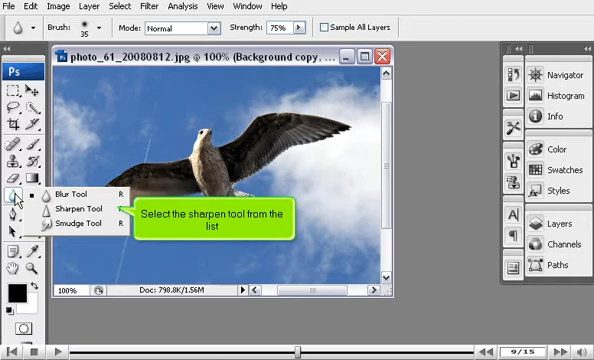 File Edit Image Layer Select Filter Analysis View Window Help
Brush: 35 Mode: Normal Strength: 75% Sample All Layers
Ps
photo_61_20080812.jpg @ 100% (Background copy, ...
Navigator
Histogram
Info
Color
Swatches
Styles
Layers
Channels
Paths
Blur Tool R
Sharpen Tool
Smudge Tool R
Select the sharpen tool from the
list
100% Doc: 798.8K/1.56M
9/15